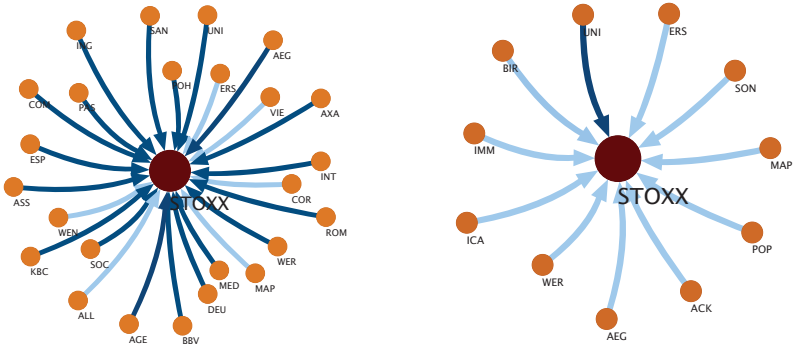 SAN
UNI
ING
AEG
JOH
ERS
COM
PAS
VIE
AXA
ESP
INT
ASS
COR
STOXX
WEN
ROM
KBC
SOC
WER
MED
MAP
ALL
DEU
AGE
BBV
UNI
ERS
BIR
SON
IMM
MAP
STOXX
ICA
POP
WER
ACK
AEG